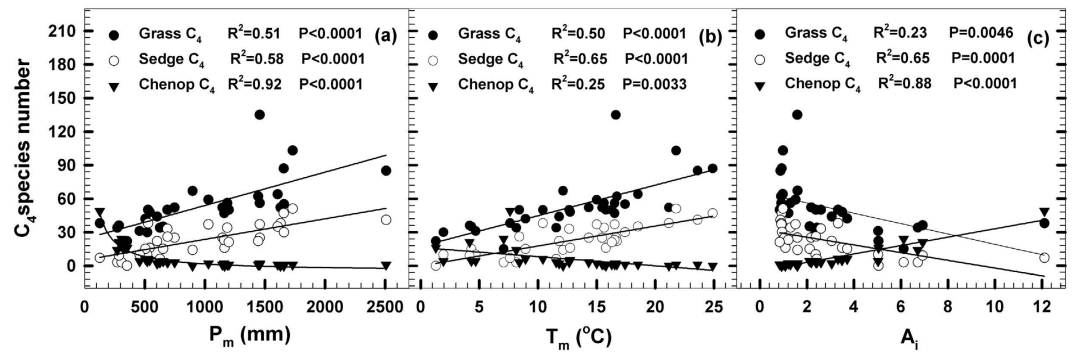 Grass C4 R2=0.51 P<0.0001 (a)
Sedge C4 R2=0.58 P<0.0001
Chenop C4 R2=0.92 P<0.0001
Grass C4 R2=0.50 P<0.0001 (b)
Sedge C4 R2=0.65 P<0.0001
Chenop C4 R2=0.25 P=0.0033
Grass C4 R2=0.23 P=0.0046 (c)
Sedge C4 R2=0.65 P=0.0001
Chenop C4 R2=0.88 P<0.0001
C4species number
210
180
150
120
90
60
30
0
0 500 1000 1500 2000 2500
Pm (mm)
0 5 10 15 20 25
Tm (oC)
0 2 4 6 8 10 12
Ai